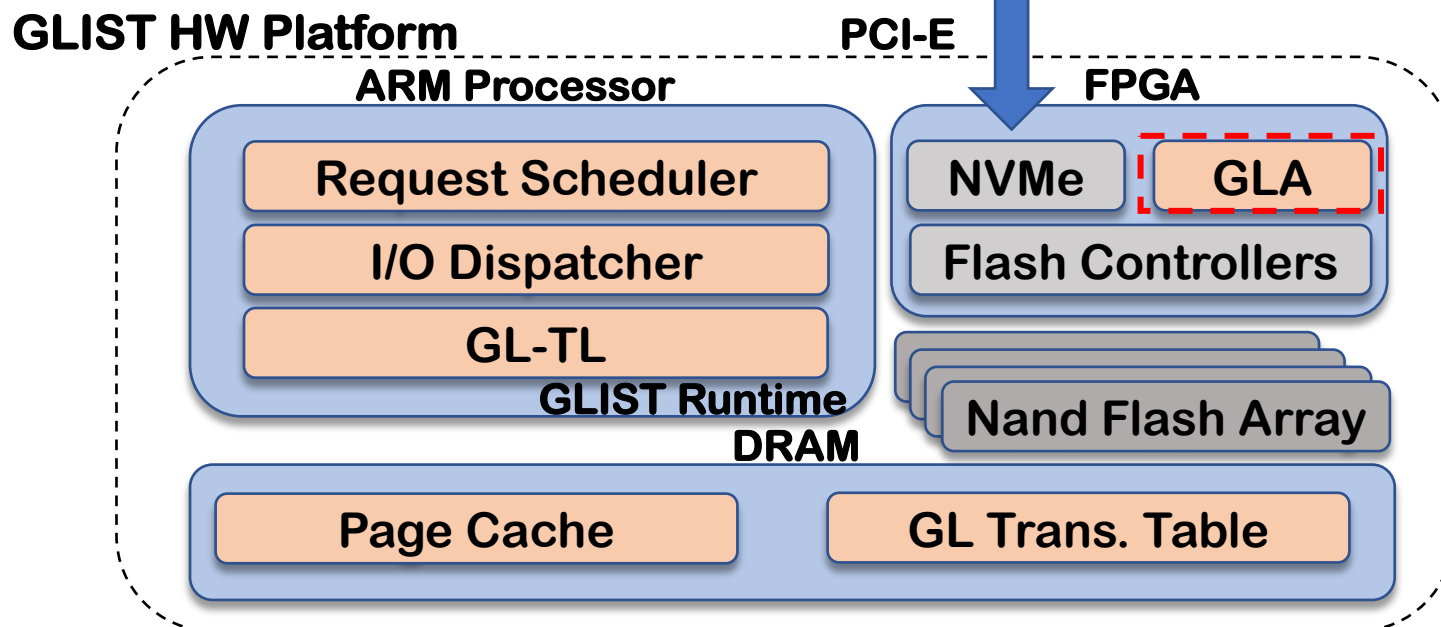 GLIST HW Platform
PCI-E
ARM Processor
FPGA
Request Scheduler
NVMe
GLA
I/O Dispatcher
Flash Controllers
GL-TL
GLIST Runtime
Nand Flash Array
DRAM
Page Cache
GL Trans. Table